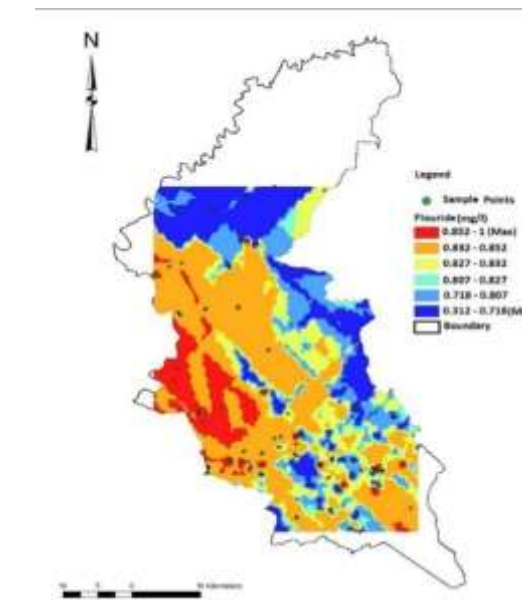 N
Legend
Sample Points
Flouride(mg/l)
0.852 - 1 (Max)
0.832 - 0.852
0.827 - 0.832
0.807 - 0.827
0.718 - 0.807
0.312 - 0.718(M
Boundary
Kilometers